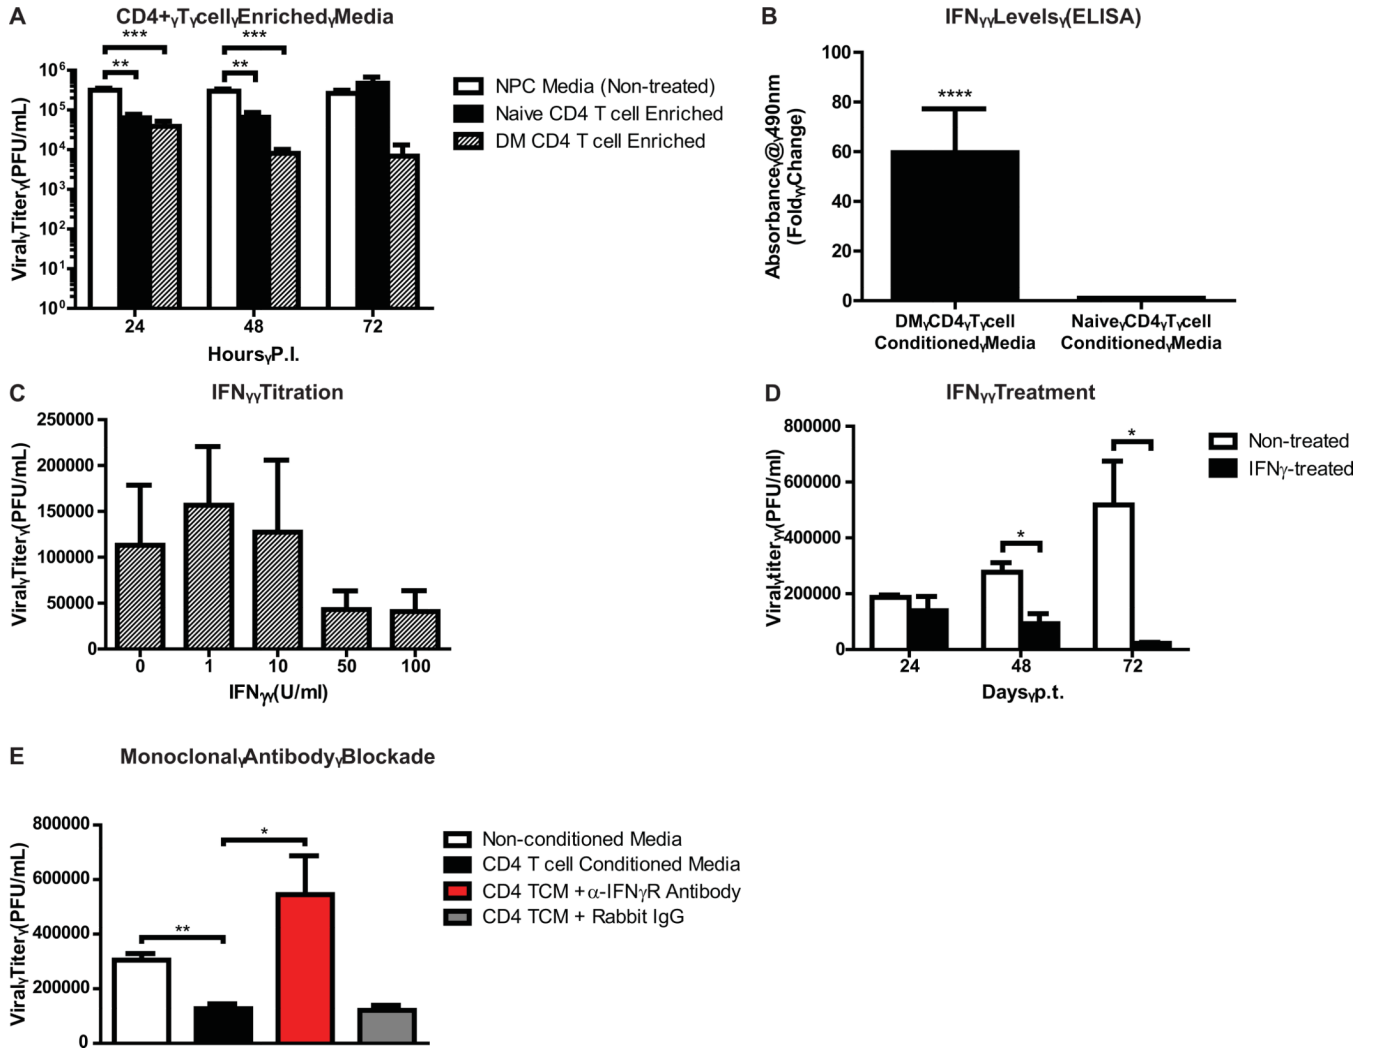 A
CD4+γTγcellγEnrichedγMedia
*** ***
** **
10⁶
10⁵
10⁴
10³
10²
10¹
10⁰
ViralγTiterγ(PFU/mL)
24 48 72
HoursγP.I.
NPC Media (Non-treated)
Naive CD4 T cell Enriched
DM CD4 T cell Enriched
B
IFNγγLevelsγ(ELISA)
Absorbanceγ@γ490nm
(FoldγγChange)
100
80
60
40
20
0
****
DMγCD4γTγcell
ConditionedγMedia
NaiveγCD4γTγcell
ConditionedγMedia
C
IFNγγTitration
ViralγTiterγ(PFU/mL)
250000
200000
150000
100000
50000
0
0 1 10 50 100
IFNγγ(U/ml)
D
IFNγγTreatment
Viralγtiterγγ(PFU/ml)
800000
600000
400000
200000
0
*
*
24 48 72
Daysγp.t.
Non-treated
IFNγ-treated
E
MonoclonalγAntibodyγBlockade
ViralγTiterγ(PFU/mL)
800000
600000
400000
200000
0
*
**
Non-conditioned Media
CD4 T cell Conditioned Media
CD4 TCM + α-IFNγR Antibody
CD4 TCM + Rabbit IgG